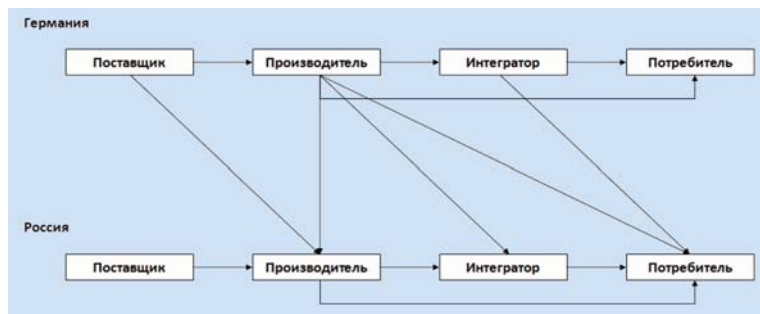 Германия
Поставщик
Производитель
Интегратор
Потребитель
Россия
Поставщик
Производитель
Интегратор
Потребитель